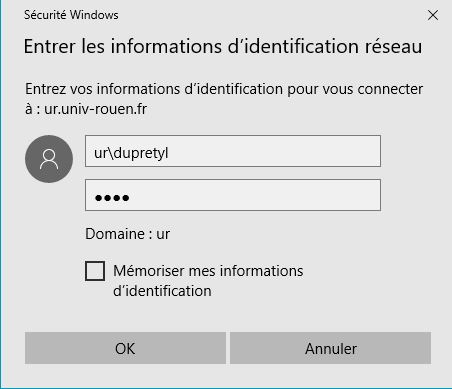 Sécurité Windows
Entrer les informations d’identification réseau
Entrez vos informations d’identification pour vous connecter
à : ur.univ-rouen.fr
ur\dupretyl
●●●●
Domaine : ur
Mémoriser mes informations
d’identification
OK
Annuler